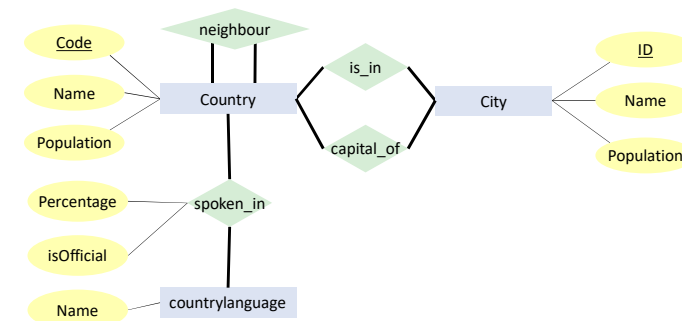 neighbour
Code
is_in
ID
Name
Country
City
Name
Population
capital_of
Population
Percentage
spoken_in
isOfficial
Name
countrylanguage